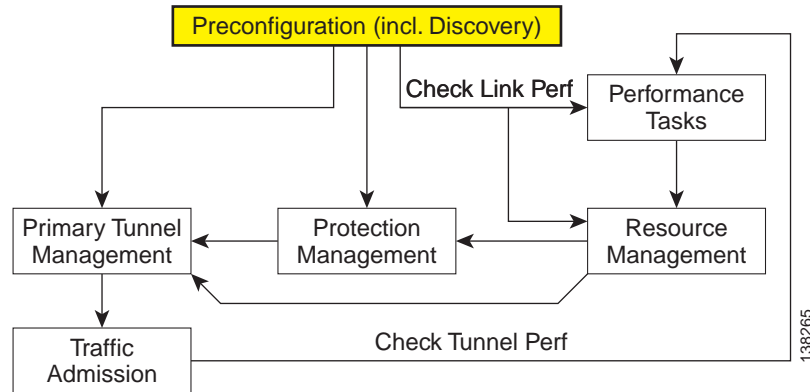 Preconfiguration (incl. Discovery)
Check Link Perf
Performance
Tasks
Primary Tunnel
Management
Protection
Management
Resource
Management
Traffic
Admission
Check Tunnel Perf
138265